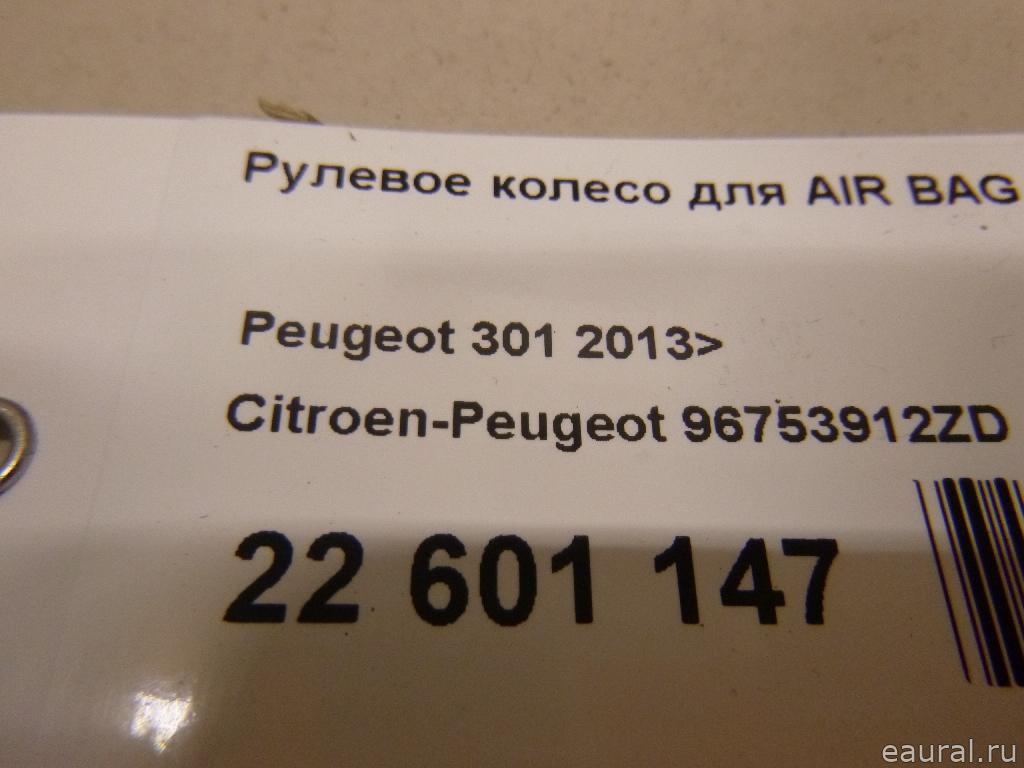 Рулевое колесо для AIR BAG
Peugeot 301 2013>
Citroen-Peugeot 96753912ZD
22 601 147
eaural.ru